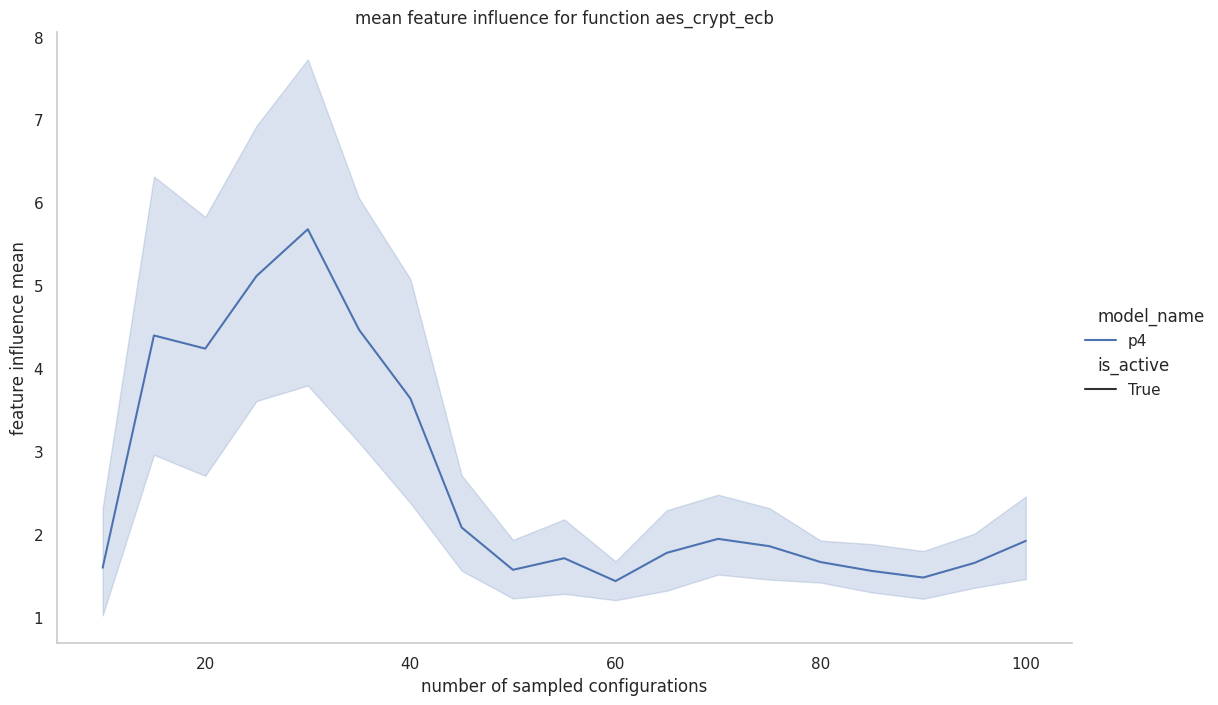 mean feature influence for function aes_crypt_ecb
8
7
6
5
4
3
2
1
feature influence mean
20 40 60 80 100
number of sampled configurations
model_name
p4
is_active
True